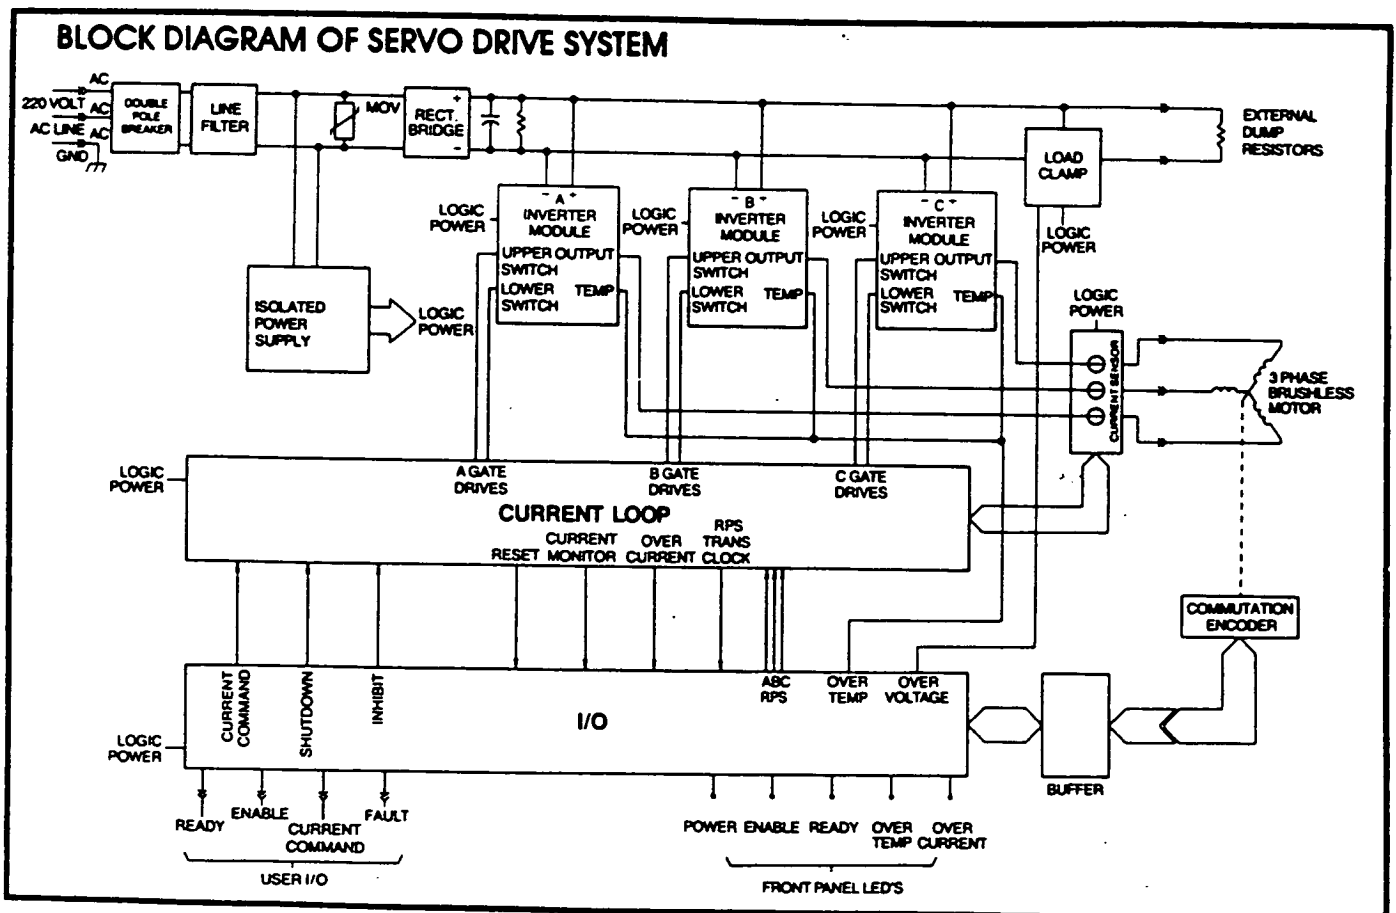 BLOCK DIAGRAM OF SERVO DRIVE SYSTEM
AC
220 VOLT
AC
AC LINE
AC
GND
DOUBLE
POLE
BREAKER
LINE
FILTER
MOV
RECT.
BRIDGE
+
-
EXTERNAL
DUMP
RESISTORS
LOAD
CLAMP
LOGIC
POWER
LOGIC
POWER
- A +
INVERTER
MODULE
UPPER OUTPUT
SWITCH
LOWER TEMP
SWITCH
LOGIC
POWER
- B +
INVERTER
MODULE
UPPER OUTPUT
SWITCH
LOWER TEMP
SWITCH
LOGIC
POWER
- C +
INVERTER
MODULE
UPPER OUTPUT
SWITCH
LOWER TEMP
SWITCH
ISOLATED
POWER
SUPPLY
LOGIC
POWER
LOGIC
POWER
CURRENT SENSOR
3 PHASE
BRUSHLESS
MOTOR
LOGIC
POWER
A GATE
DRIVES
B GATE
DRIVES
C GATE
DRIVES
CURRENT LOOP
RESET
CURRENT
MONITOR
OVER
CURRENT
RPS
TRANS
CLOCK
COMMUTATION
ENCODER
CURRENT
COMMAND
SHUTDOWN
INHIBIT
I/O
ABC
RPS
OVER
TEMP
OVER
VOLTAGE
LOGIC
POWER
BUFFER
READY
ENABLE
CURRENT
COMMAND
FAULT
USER I/O
POWER
ENABLE
READY
OVER
TEMP
OVER
CURRENT
FRONT PANEL LED'S